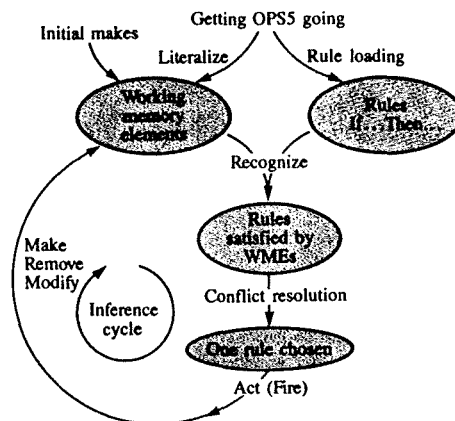 Getting OPS5 going
Initial makes
Literalize
Rule loading
Working
memory
elements
Rules
If…Then…
Recognize
Rules
satisfied by
WMEs
Make
Remove
Modify
Inference
cycle
Conflict resolution
One rule chosen
Act (Fire)